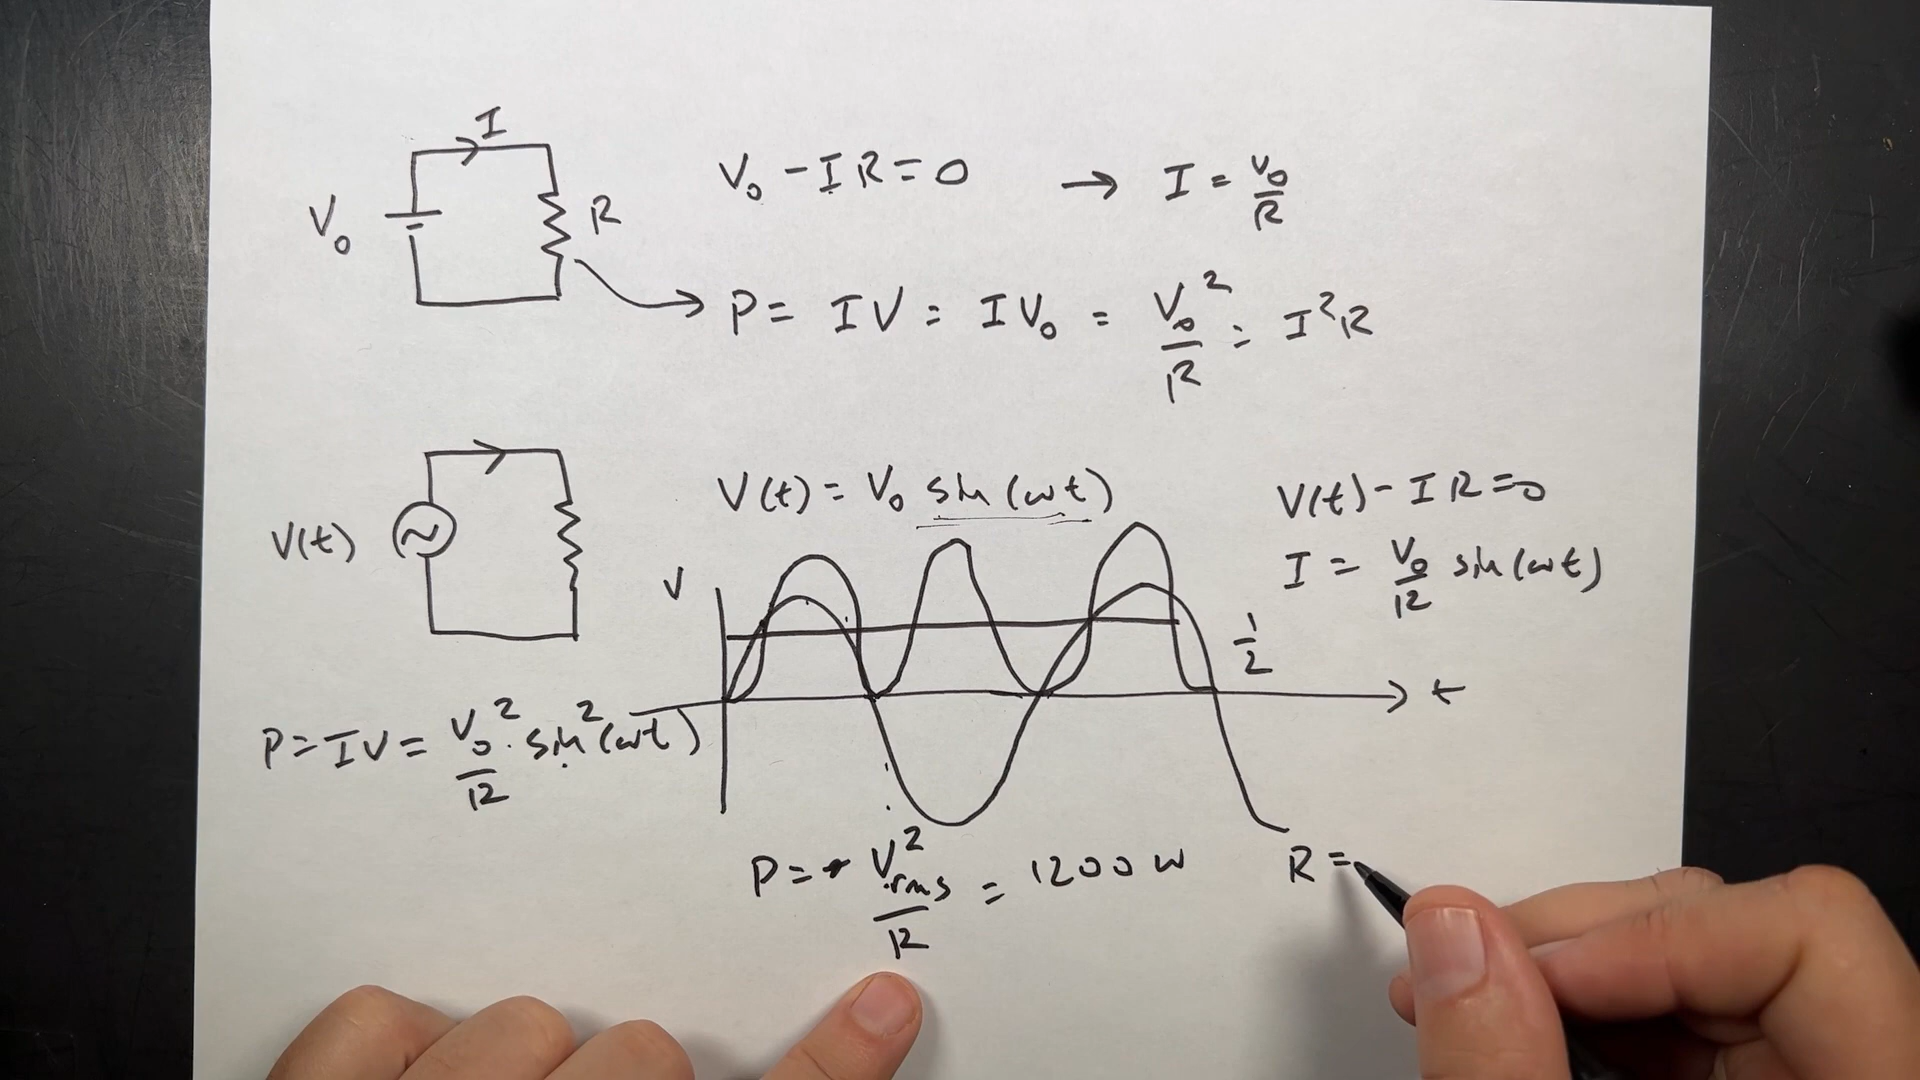 I
V₀ - IR = 0 → I = V₀/R
V₀
R
P = IV = IV₀ = V₀²/R = I²R
V(t) = V₀ sin(ωt)
V(t) - IR = 0
V(t)
I = V₀/R sin(ωt)
V
1/2
t
P = IV = V₀²/R · sin²(ωt)
P = V²rms/R = 1200 W
R =